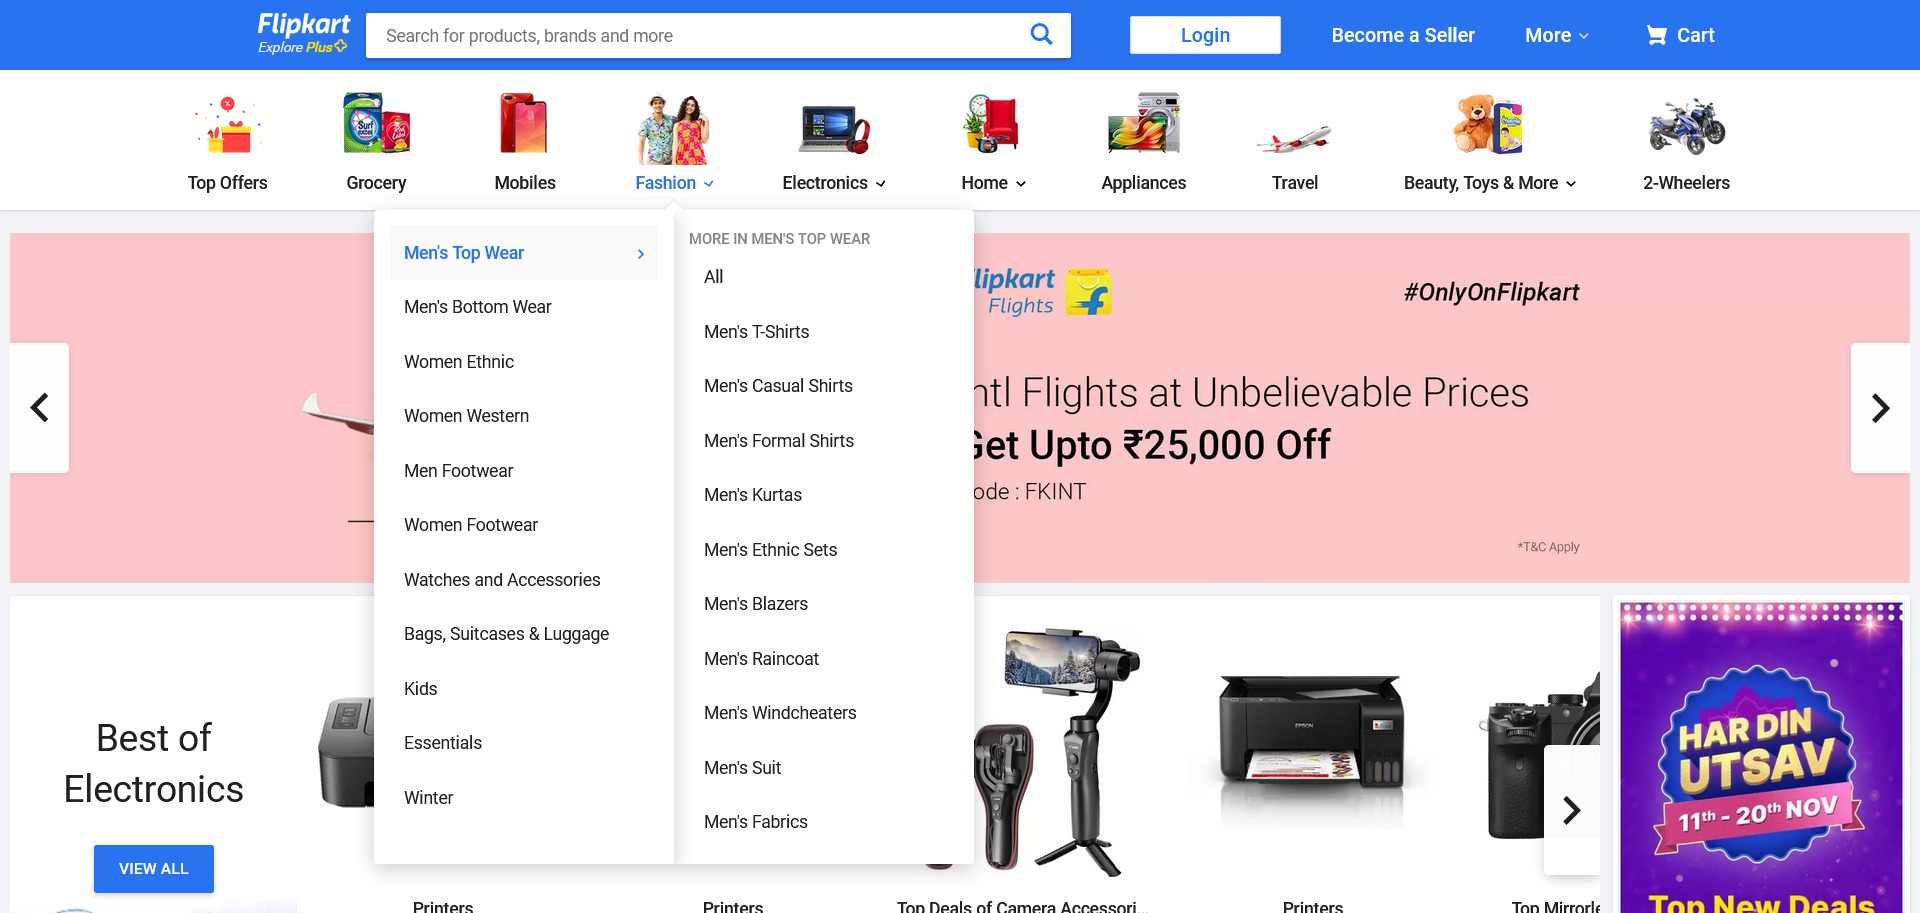 Flipkart
Explore Plus
Search for products, brands and more
Login
Become a Seller
More
Cart
Top Offers
Grocery
Mobiles
Fashion
Electronics
Home
Appliances
Travel
Beauty, Toys & More
2-Wheelers
Men's Top Wear
Men's Bottom Wear
Women Ethnic
Women Western
Men Footwear
Women Footwear
Watches and Accessories
Bags, Suitcases & Luggage
Kids
Essentials
Winter
MORE IN MEN'S TOP WEAR
All
Men's T-Shirts
Men's Casual Shirts
Men's Formal Shirts
Men's Kurtas
Men's Ethnic Sets
Men's Blazers
Men's Raincoat
Men's Windcheaters
Men's Suit
Men's Fabrics
lipkart
Flights
#OnlyOnFlipkart
ntl Flights at Unbelievable Prices
Get Upto ₹25,000 Off
ode : FKINT
*T&C Apply
Best of
Electronics
VIEW ALL
Surf
excel
EPSON
Printers
Printers
Top Deals of Camera Accessori...
Printers
Top Mirrorle
HAR DIN
UTSAV
11th - 20th NOV
Top New Deals